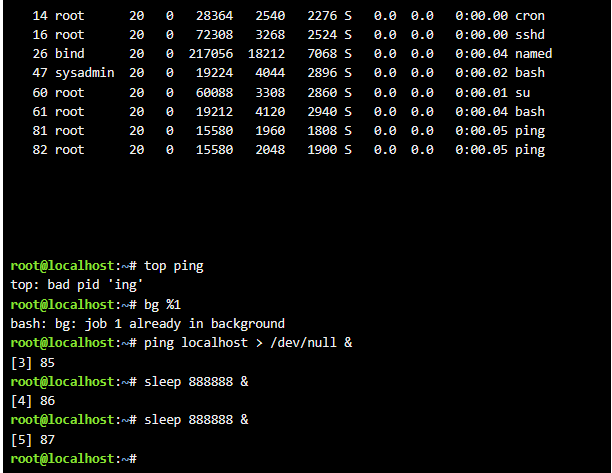 14 root 20 0 28364 2540 2276 S 0.0 0.0 0:00.00 cron
16 root 20 0 72308 3268 2524 S 0.0 0.0 0:00.00 sshd
26 bind 20 0 217056 18212 7068 S 0.0 0.0 0:00.04 named
47 sysadmin 20 0 19224 4044 2896 S 0.0 0.0 0:00.02 bash
60 root 20 0 60088 3308 2860 S 0.0 0.0 0:00.01 su
61 root 20 0 19212 4120 2940 S 0.0 0.0 0:00.04 bash
81 root 20 0 15580 1960 1808 S 0.0 0.0 0:00.05 ping
82 root 20 0 15580 2048 1900 S 0.0 0.0 0:00.05 ping
root@localhost:~# top ping
top: bad pid 'ing'
root@localhost:~# bg %1
bash: bg: job 1 already in background
root@localhost:~# ping localhost > /dev/null &
[3] 85
root@localhost:~# sleep 888888 &
[4] 86
root@localhost:~# sleep 888888 &
[5] 87
root@localhost:~#